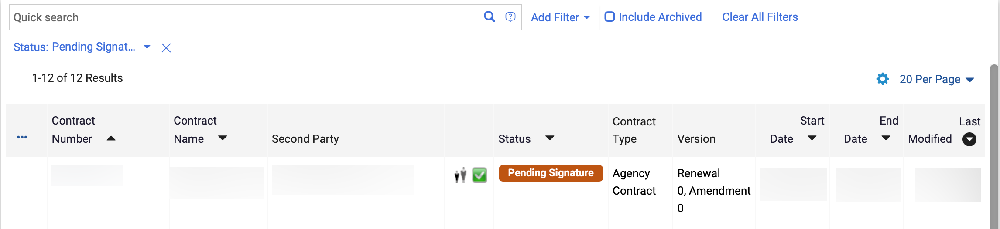 Quick search
Add Filter
Include Archived
Clear All Filters
Status: Pending Signat...
1-12 of 12 Results
20 Per Page
Contract Number
Contract Name
Second Party
Status
Contract Type
Version
Start Date
End Date
Last Modified
Pending Signature
Agency Contract
Renewal
0, Amendment
0